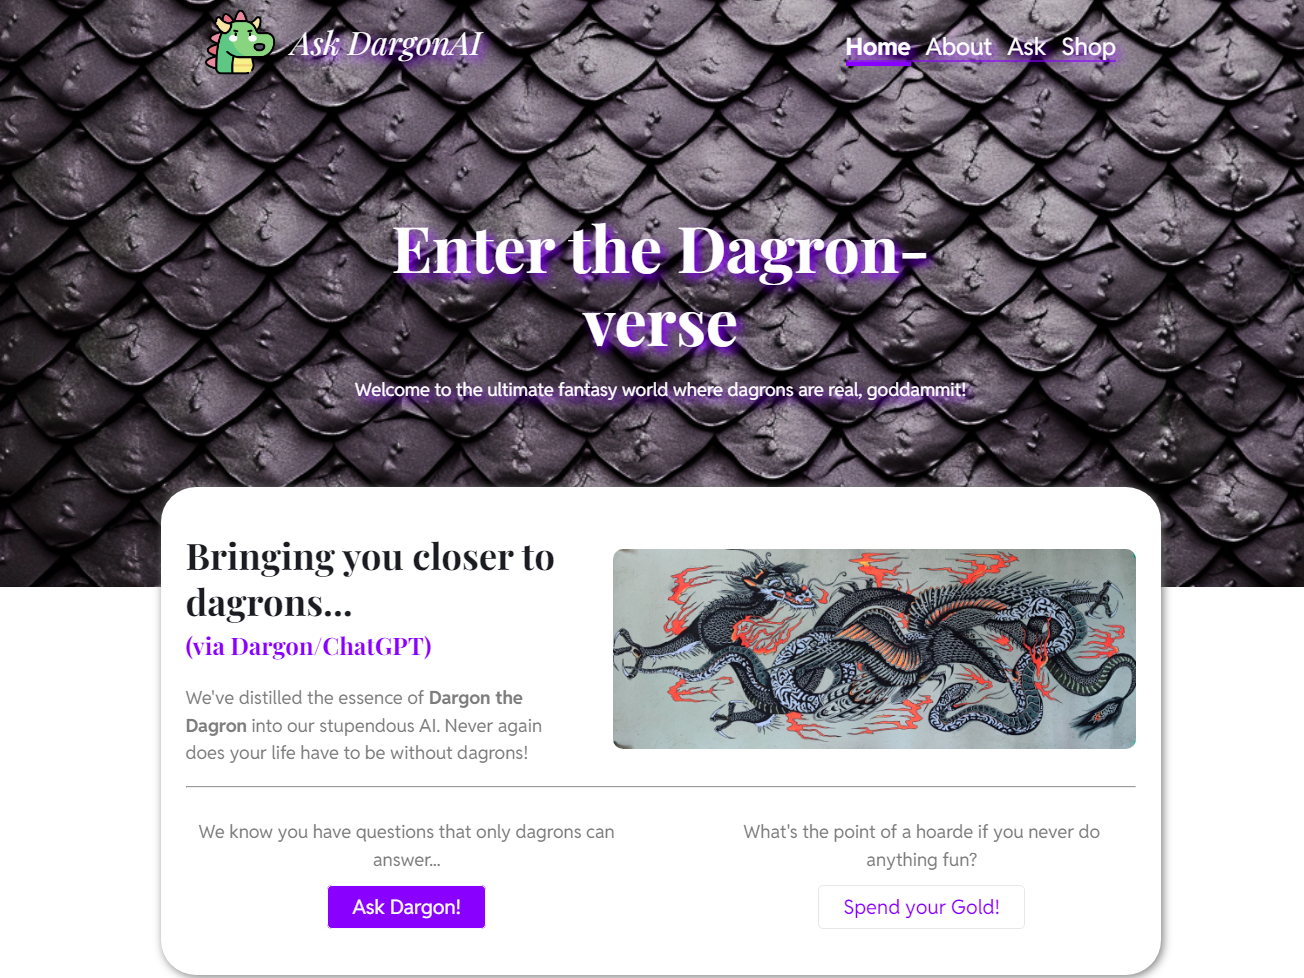 Ask DargonAI
Home About Ask Shop
Enter the Dagron-
verse
Welcome to the ultimate fantasy world where dagrons are real, goddammit!
Bringing you closer to
dagrons...
(via Dargon/ChatGPT)
We've distilled the essence of Dargon the
Dagron into our stupendous AI. Never again
does your life have to be without dagrons!
We know you have questions that only dagrons can
answer...
Ask Dargon!
What's the point of a hoarde if you never do
anything fun?
Spend your Gold!